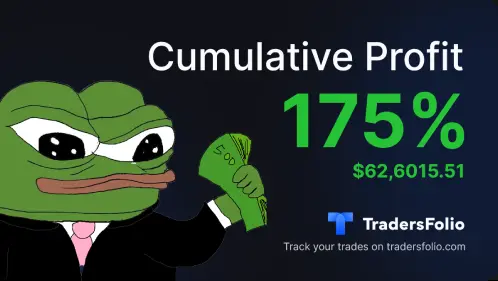 Cumulative Profit
175%
$62,6015.51
500
TradersFolio
Track your trades on tradersfolio.com